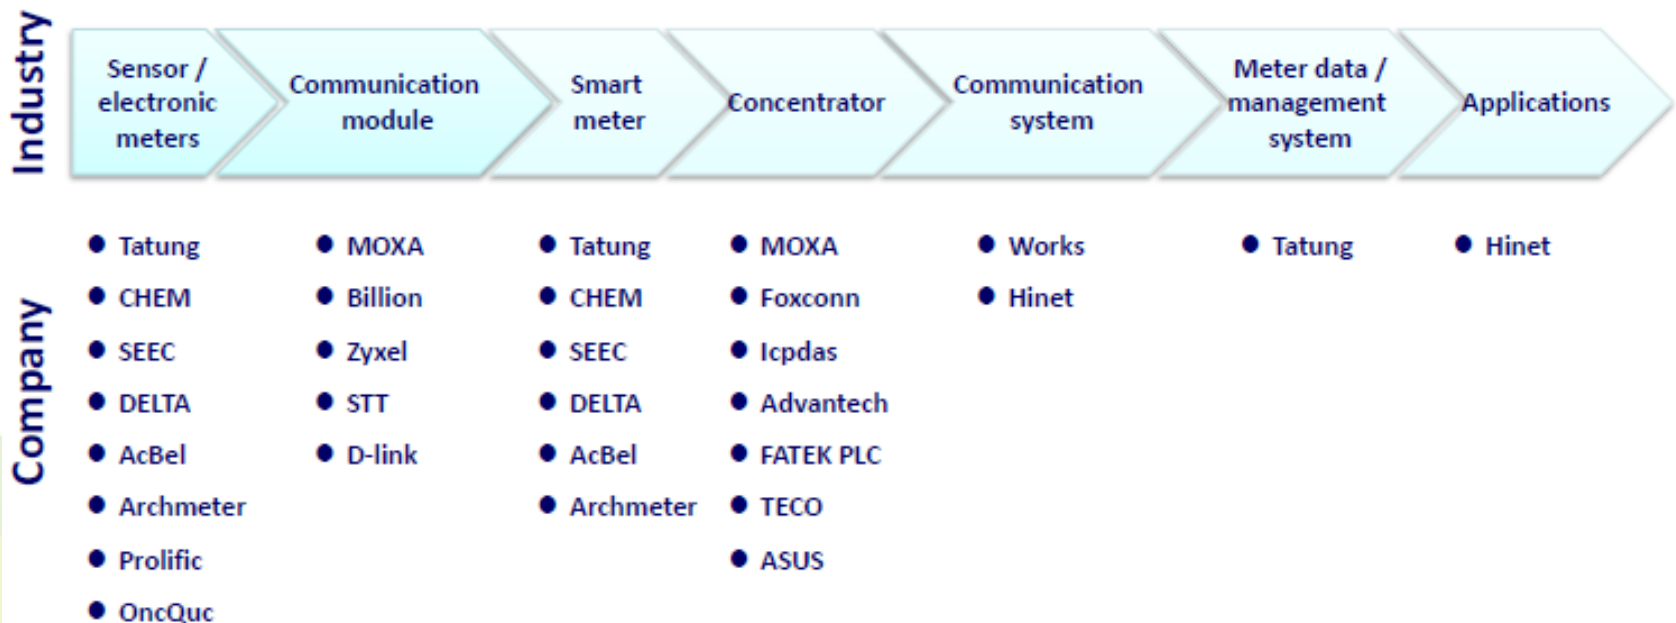 Industry
Sensor /
electronic
meters
Communication
module
Smart
meter
Concentrator
Communication
system
Meter data /
management
system
Applications
Company
Tatung
CHEM
SEEC
DELTA
AcBel
Archmeter
Prolific
OncQuc
MOXA
Billion
Zyxel
STT
D-link
Tatung
CHEM
SEEC
DELTA
AcBel
Archmeter
MOXA
Foxconn
Icpdas
Advantech
FATEK PLC
TECO
ASUS
Works
Hinet
Tatung
Hinet